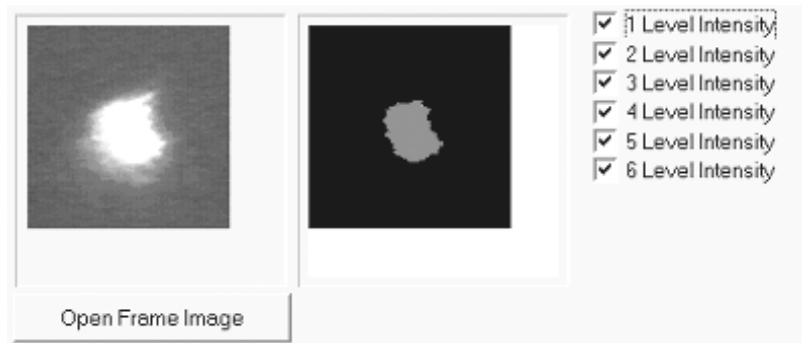 1 Level Intensity
2 Level Intensity
3 Level Intensity
4 Level Intensity
5 Level Intensity
6 Level Intensity
Open Frame Image